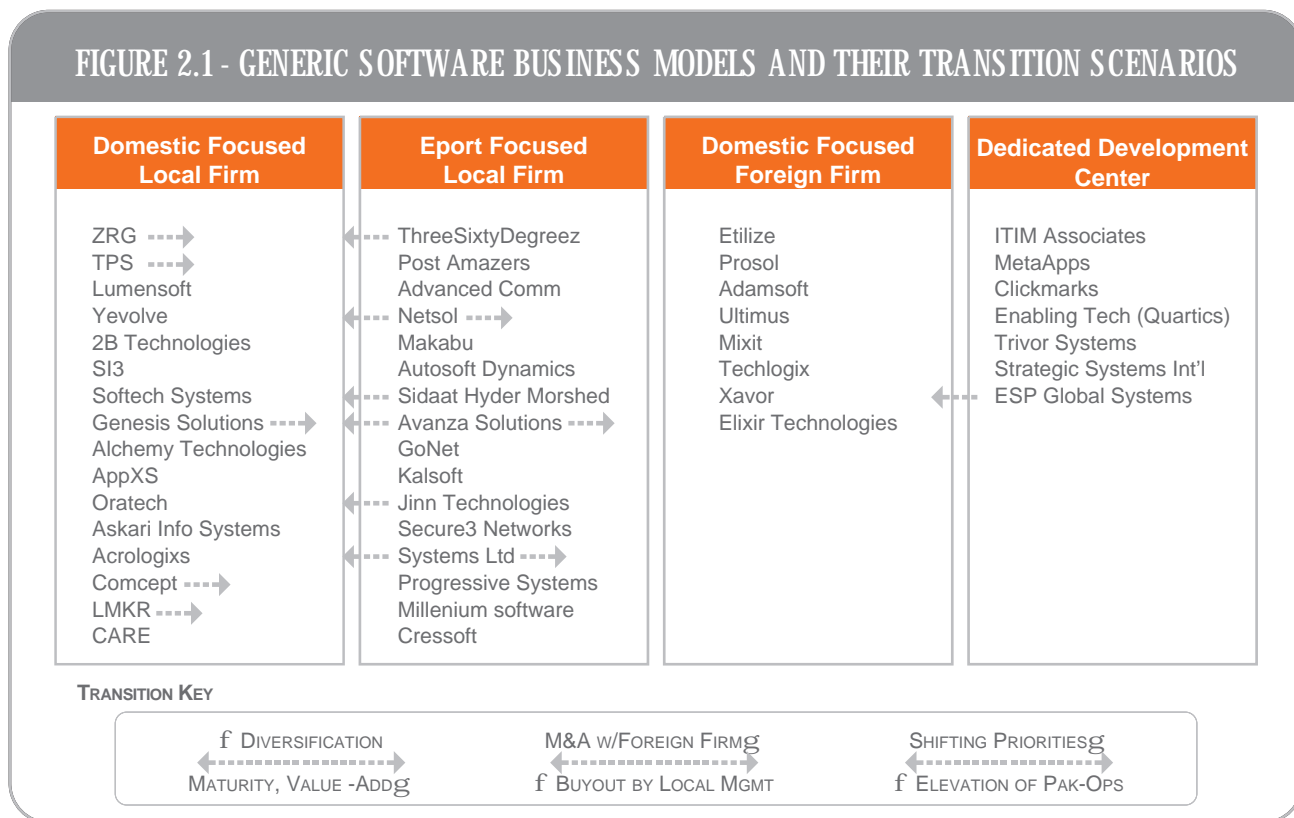 FIGURE 2.1 - GENERIC SOFTWARE BUSINESS MODELS AND THEIR TRANSITION SCENARIOS
Domestic Focused
Local Firm
ZRG
TPS
Lumensoft
Yevolve
2B Technologies
SI3
Softech Systems
Genesis Solutions
Alchemy Technologies
AppXS
Oratech
Askari Info Systems
Acrologixs
Comcept
LMKR
CARE
Eport Focused
Local Firm
ThreeSixtyDegreez
Post Amazers
Advanced Comm
Netsol
Makabu
Autosoft Dynamics
Sidaat Hyder Morshed
Avanza Solutions
GoNet
Kalsoft
Jinn Technologies
Secure3 Networks
Systems Ltd
Progressive Systems
Millenium software
Cressoft
Domestic Focused
Foreign Firm
Etilize
Prosol
Adamsoft
Ultimus
Mixit
Techlogix
Xavor
Elixir Technologies
Dedicated Development
Center
ITIM Associates
MetaApps
Clickmarks
Enabling Tech (Quartics)
Trivor Systems
Strategic Systems Int'l
ESP Global Systems
TRANSITION KEY
f DIVERSIFICATION
MATURITY, VALUE -ADDg
M&A W/FOREIGN FIRMg
f BUYOUT BY LOCAL MGMT
SHIFTING PRIORITIESg
f ELEVATION OF PAK-OPS